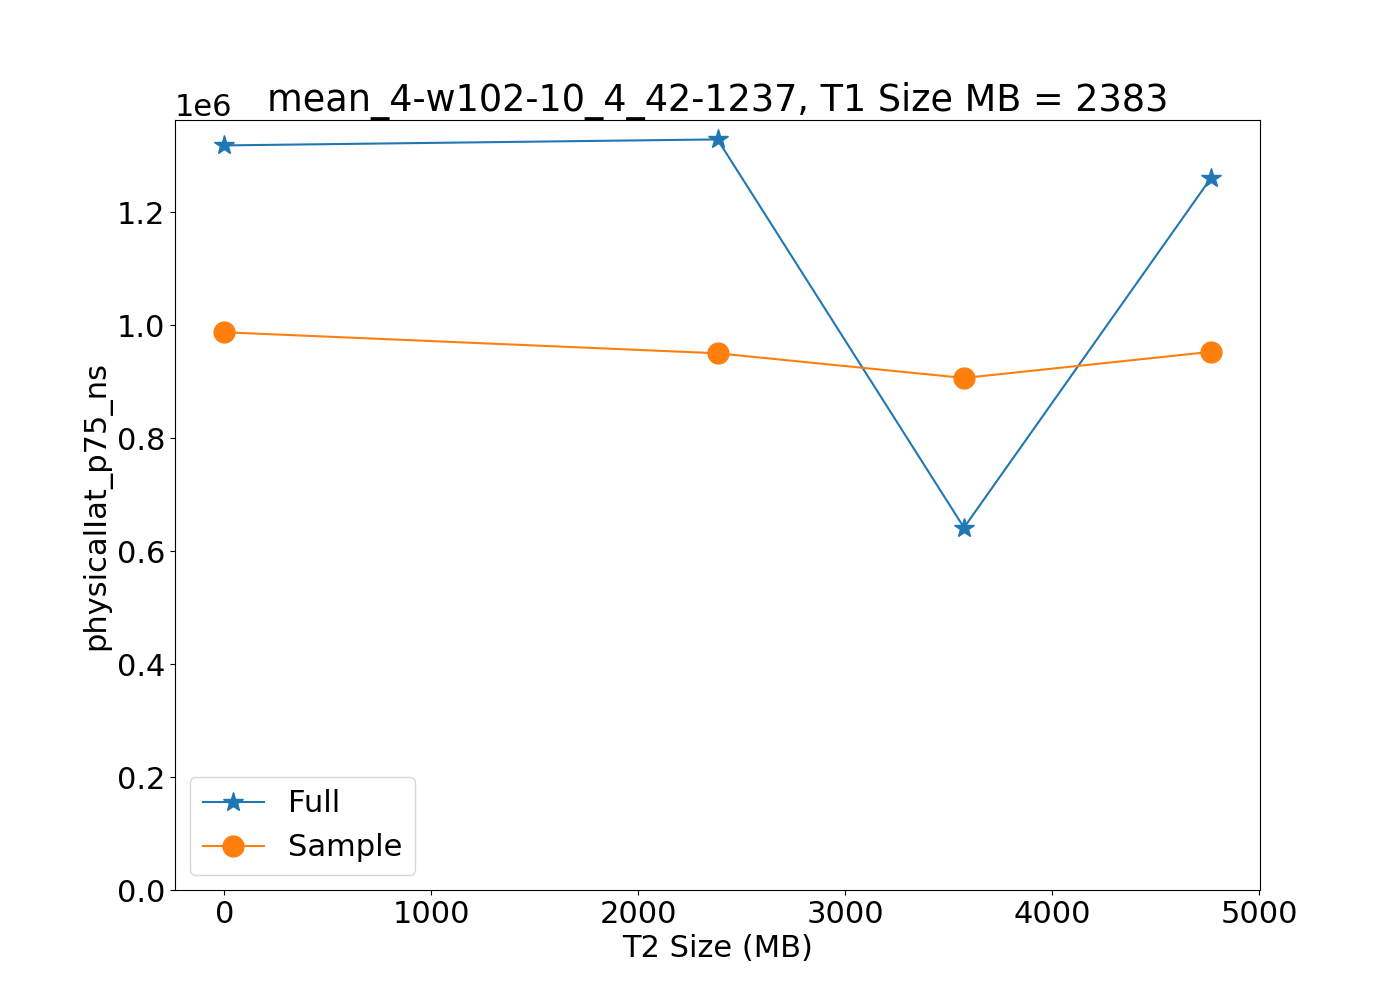 mean_4-w102-10_4_42-1237, T1 Size MB = 2383
1e6
1.2
1.0
0.8
0.6
0.4
0.2
0.0
physicallat_p75_ns
Full
Sample
0 1000 2000 3000 4000 5000
T2 Size (MB)